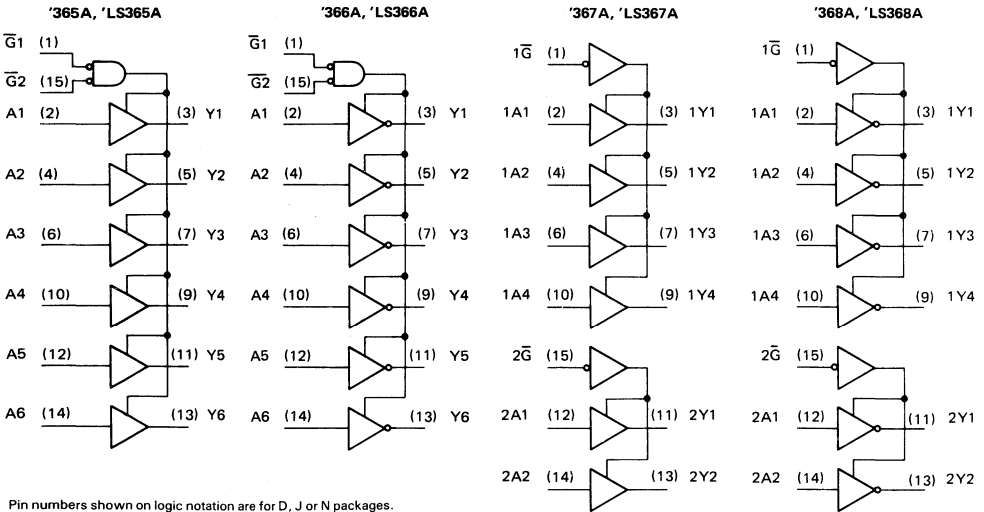 '365A, 'LS365A
G̅1 (1)
G̅2 (15)
A1 (2) (3) Y1
A2 (4) (5) Y2
A3 (6) (7) Y3
A4 (10) (9) Y4
A5 (12) (11) Y5
A6 (14) (13) Y6
'366A, 'LS366A
G̅1 (1)
G̅2 (15)
A1 (2) (3) Y1
A2 (4) (5) Y2
A3 (6) (7) Y3
A4 (10) (9) Y4
A5 (12) (11) Y5
A6 (14) (13) Y6
'367A, 'LS367A
1G̅ (1)
1A1 (2) (3) 1Y1
1A2 (4) (5) 1Y2
1A3 (6) (7) 1Y3
1A4 (10) (9) 1Y4
2G̅ (15)
2A1 (12) (11) 2Y1
2A2 (14) (13) 2Y2
'368A, 'LS368A
1G̅ (1)
1A1 (2) (3) 1Y1
1A2 (4) (5) 1Y2
1A3 (6) (7) 1Y3
1A4 (10) (9) 1Y4
2G̅ (15)
2A1 (12) (11) 2Y1
2A2 (14) (13) 2Y2
Pin numbers shown on logic notation are for D, J or N packages.